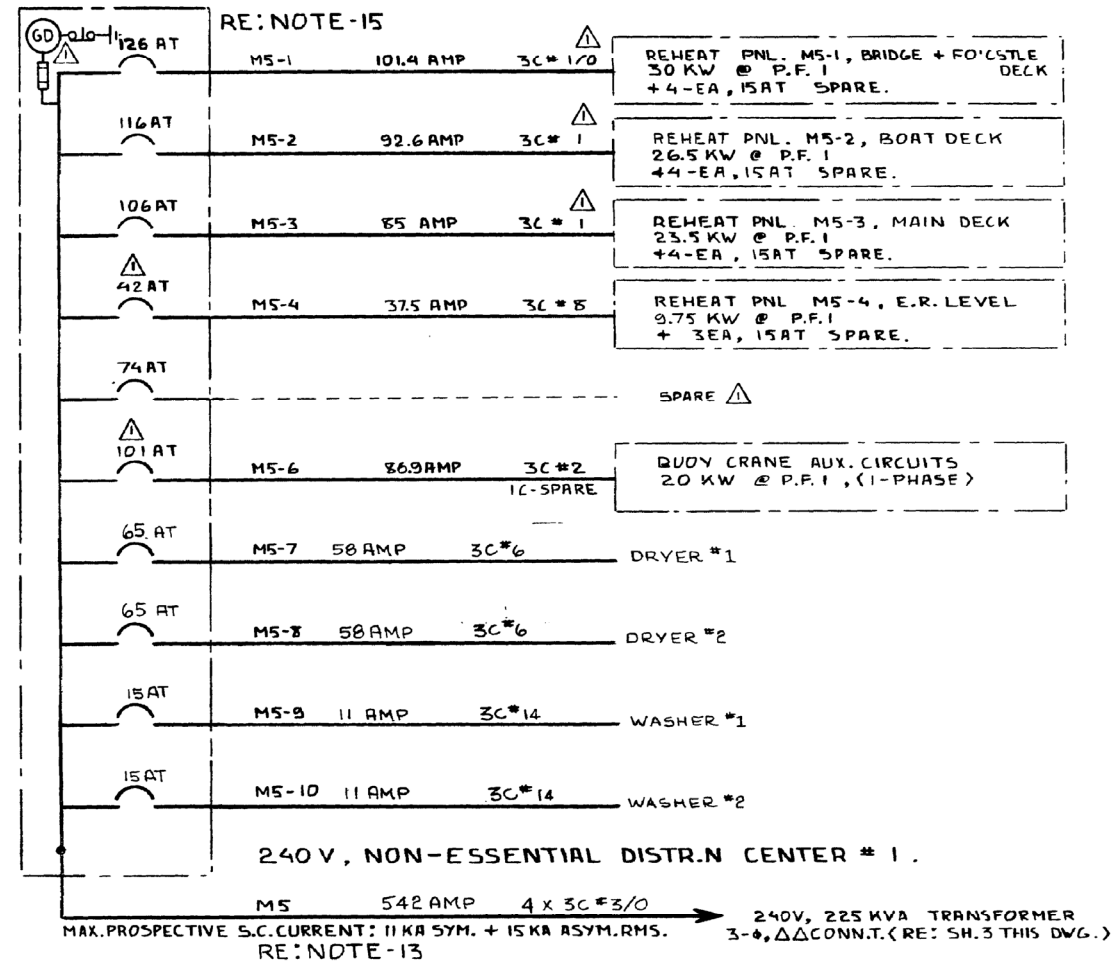 RE: NOTE-15
GD
126 AT
M5-1 101.4 AMP 3C# 1/0
REHEAT PNL. M5-1, BRIDGE + FO'CSTLE DECK
30 KW @ P.F. 1
+4-EA, 15AT SPARE.
116 AT
M5-2 92.6 AMP 3C# 1
REHEAT PNL. M5-2, BOAT DECK
26.5 KW @ P.F. 1
+4-EA, 15AT SPARE.
106 AT
M5-3 85 AMP 3C # 1
REHEAT PNL. M5-3, MAIN DECK
23.5 KW @ P.F. 1
+4-EA, 15AT SPARE.
42 AT
M5-4 37.5 AMP 3C #8
REHEAT PNL M5-4, E.R. LEVEL
9.75 KW @ P.F. 1
+ 3EA, 15AT SPARE.
74 AT
SPARE 1
101 AT
M5-6 86.9 AMP 3C #2
1C-SPARE
BUOY CRANE AUX. CIRCUITS
20 KW @ P.F. 1, (1-PHASE)
65 AT
M5-7 58 AMP 3C#6
DRYER #1
65 AT
M5-8 58 AMP 3C#6
DRYER #2
15 AT
M5-9 11 AMP 3C#14
WASHER #1
15 AT
M5-10 11 AMP 3C#14
WASHER #2
240 V, NON-ESSENTIAL DISTR.N CENTER # 1.
M5 542 AMP 4 x 3C #3/0
240V, 225 KVA TRANSFORMER
3-ϕ, ΔΔ CONN.T. (RE: SH.3 THIS DWG.)
MAX. PROSPECTIVE S.C. CURRENT: 11 KA SYM. + 15 KA ASYM. RMS.
RE: NOTE-13